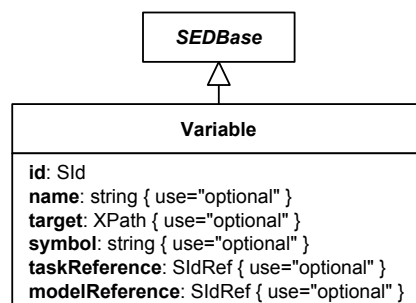 SEDBase
Variable
id: SId
name: string { use="optional" }
target: XPath { use="optional" }
symbol: string { use="optional" }
taskReference: SIdRef { use="optional" }
modelReference: SIdRef { use="optional" }